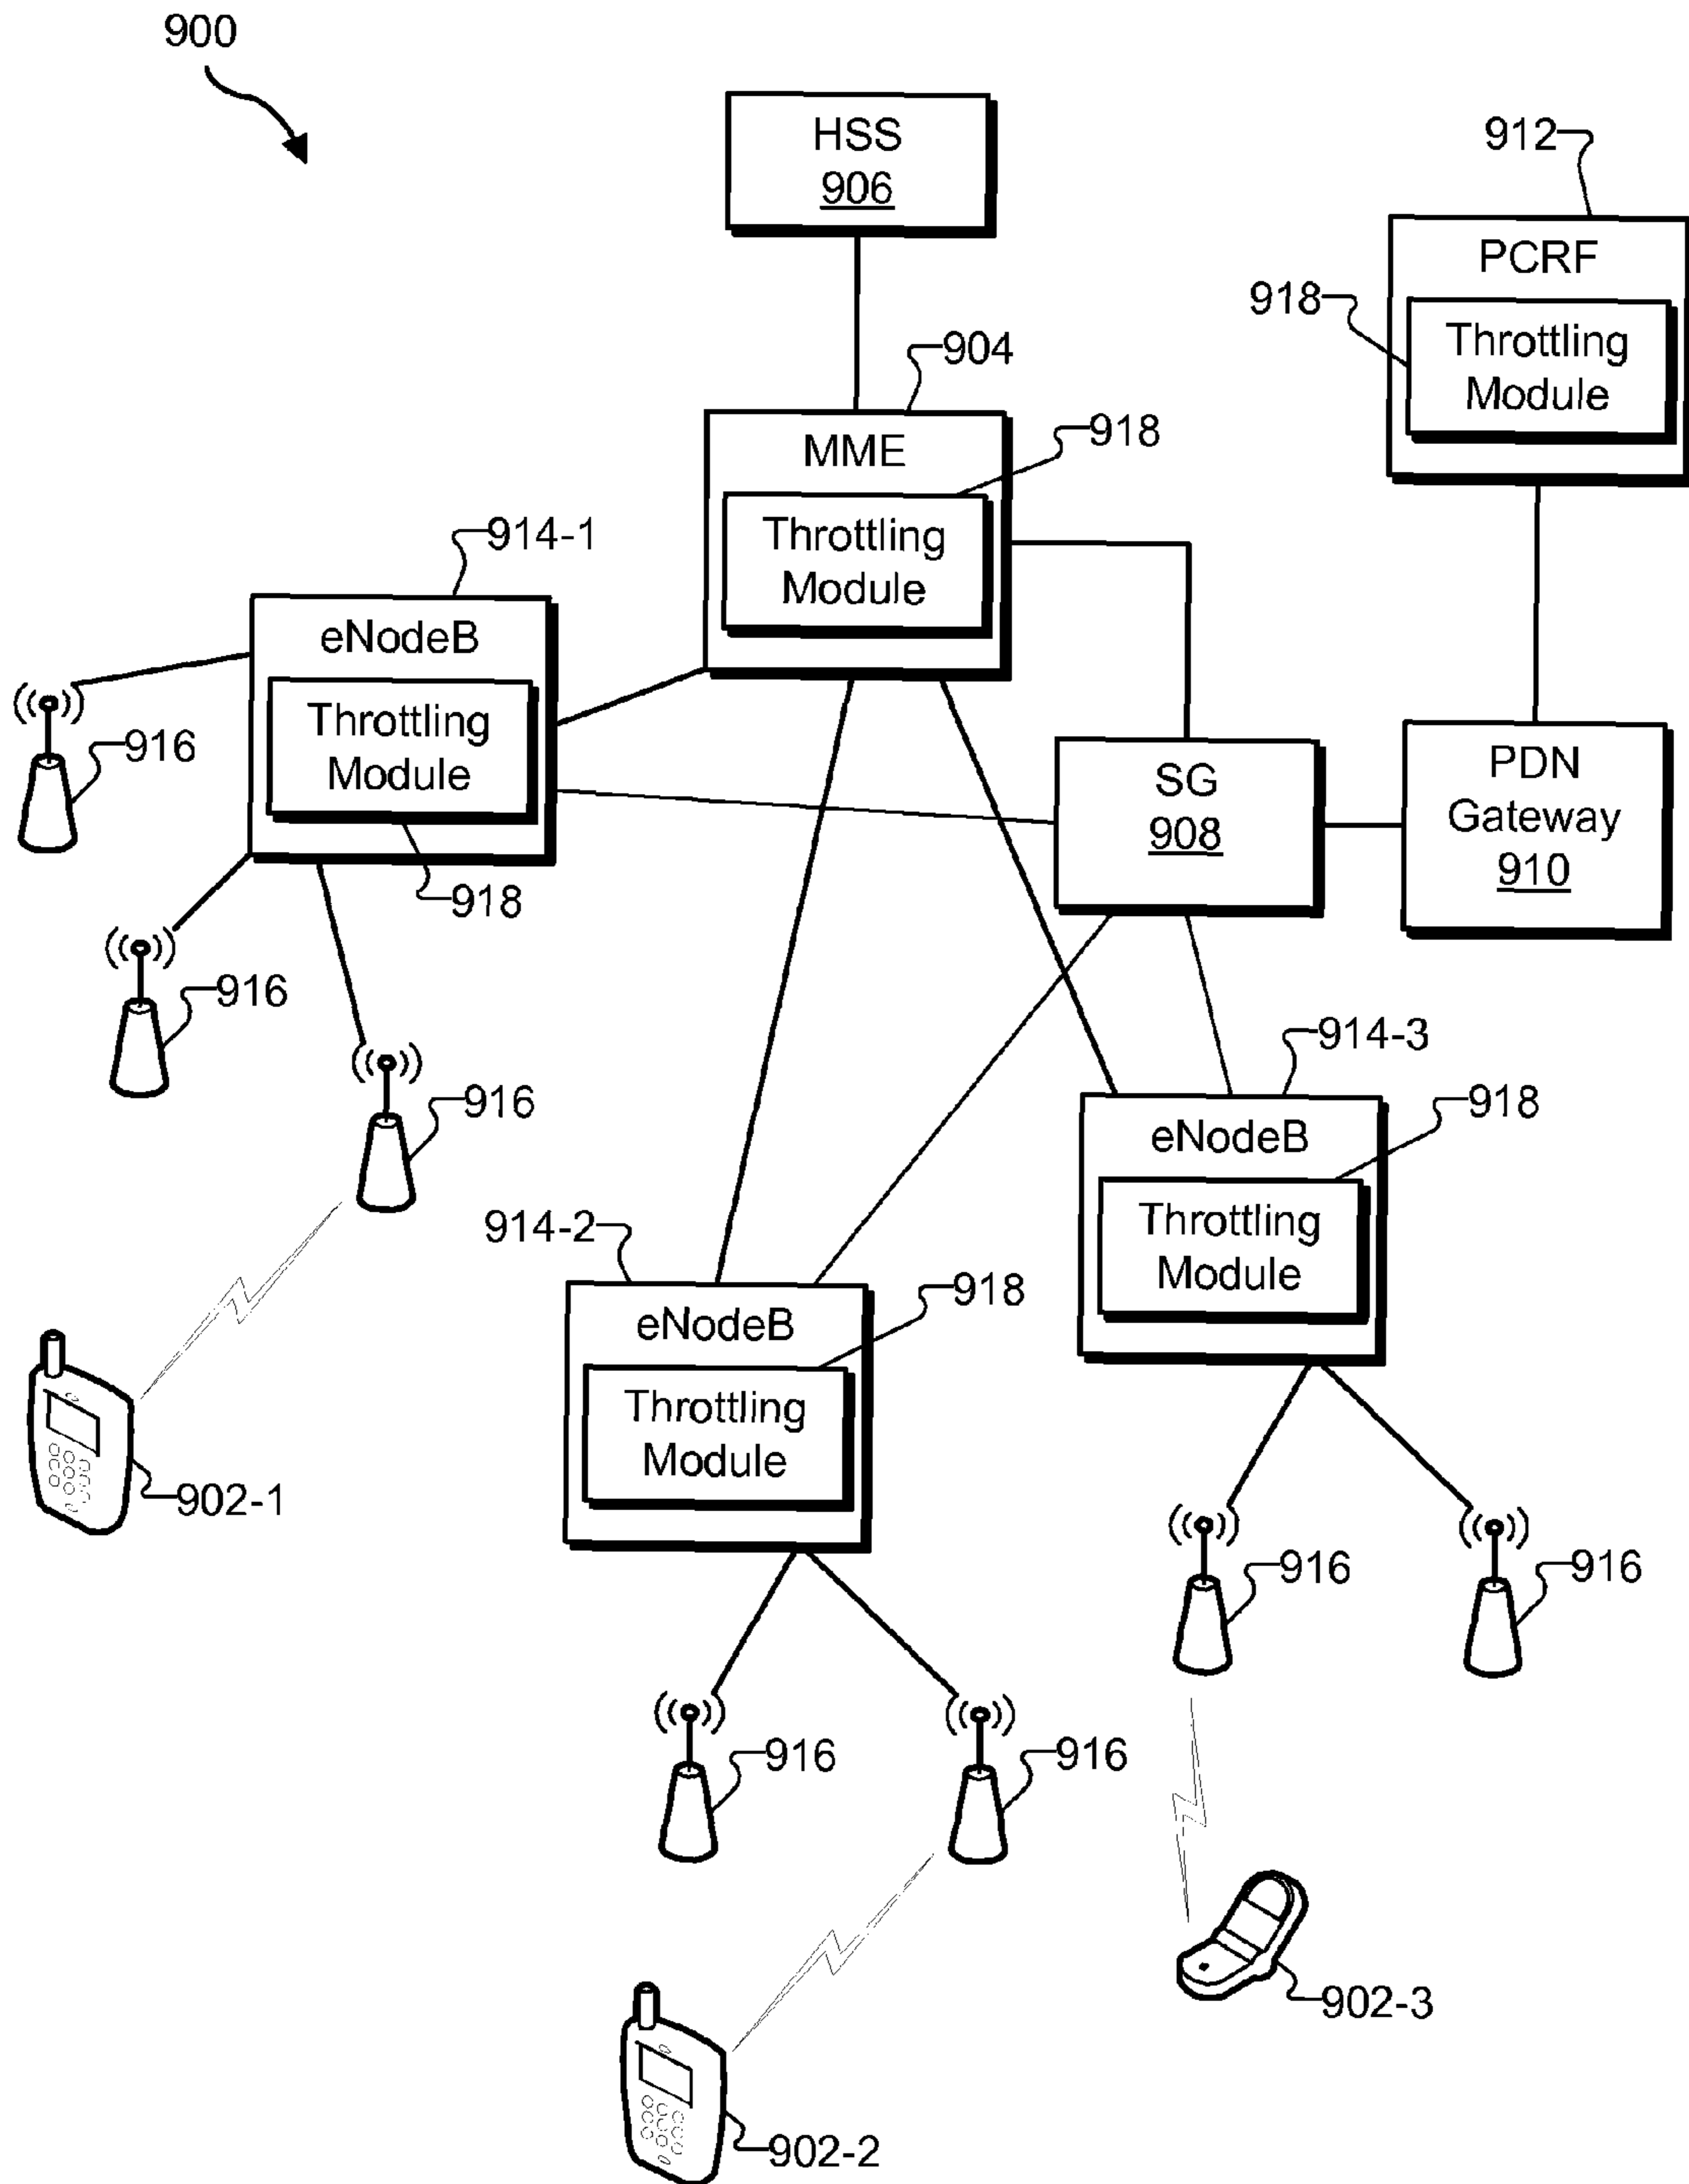 900
HSS
906
912
PCRF
918
Throttling
Module
904
MME
918
Throttling
Module
914-1
eNodeB
Throttling
Module
918
916
916
916
SG
908
PDN
Gateway
910
914-3
eNodeB
918
Throttling
Module
914-2
eNodeB
918
Throttling
Module
902-1
916
916
916
916
902-3
902-2